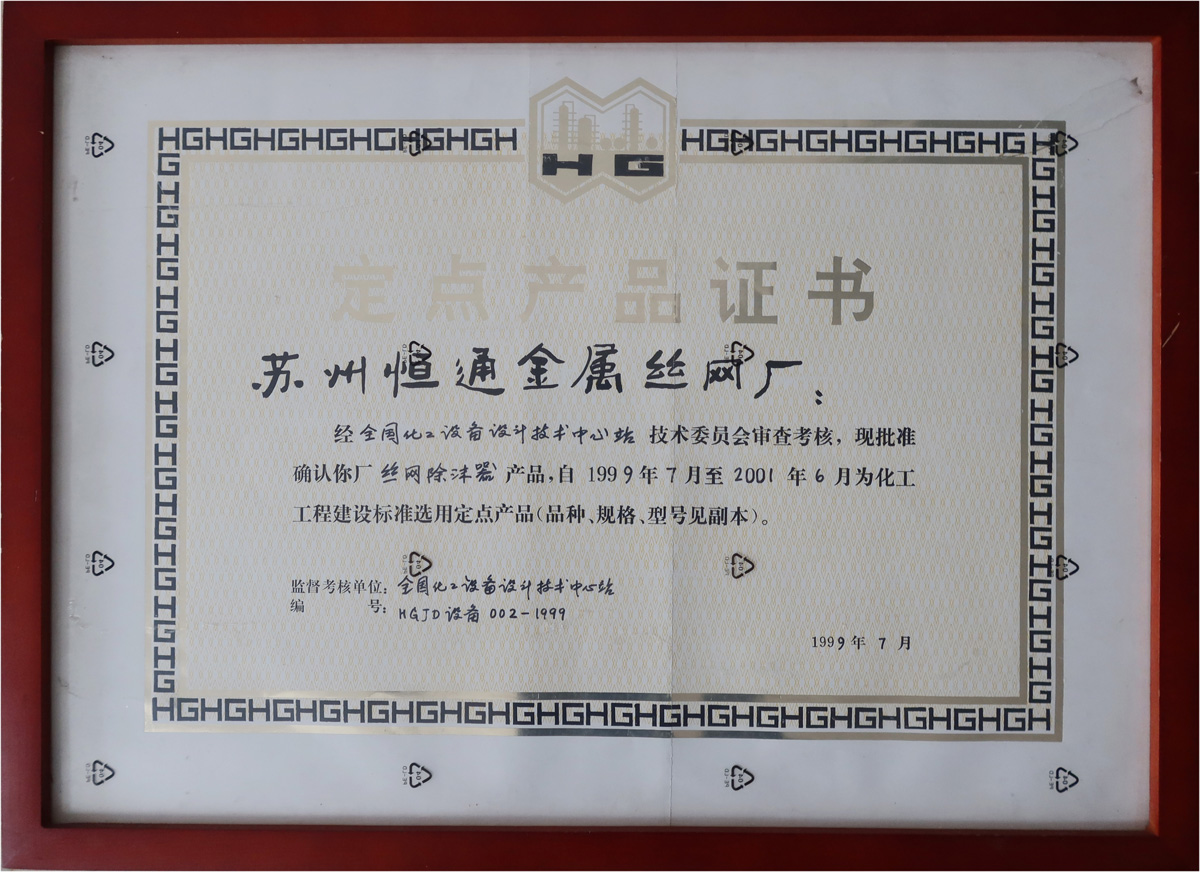 HG
HGHGHGHGHGHGHGH HGHGHGHGHGHGHGH
定点产品证书
苏州恒通金属丝网厂：
经全国化工设备设计技术中心站 技术委员会审查考核，现批准
确认你厂 丝网除沫器 产品，自 1999年7月至2001年6月为化工
工程建设标准选用定点产品（品种、规格、型号见副本）。
监督考核单位：全国化工设备设计技术中心站
编 号：HGJD设备002-1999
1999年7月
HGHGHGHGHGHGHGHGHGHGHGHGHGHGHGHGHGHGH
04